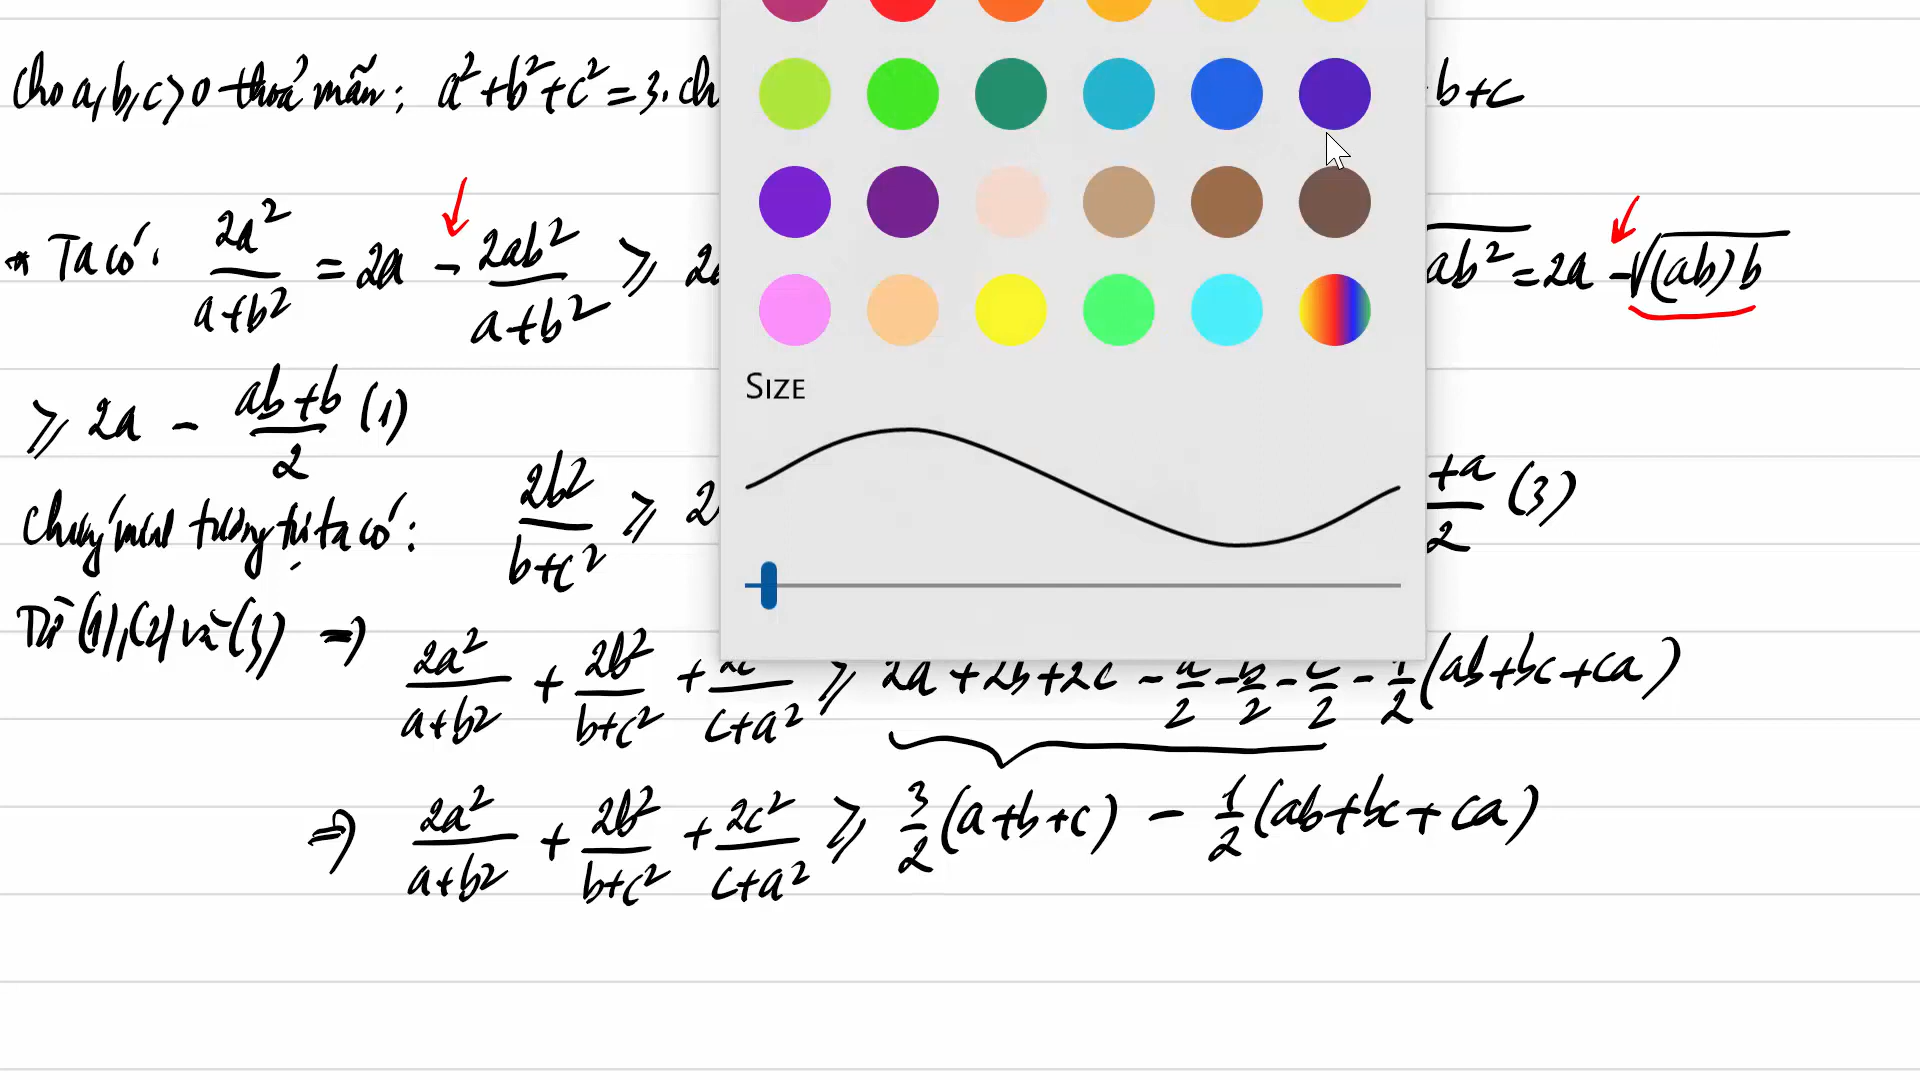 Cho a,b,c>0 thoả mãn: a²+b²+c²=3. ch b+c
* Ta có: 2a²/(a+b²) = 2a - 2ab²/(a+b²) ≥ 2a ab² = 2a - √((ab)b)
≥ 2a - (ab+b)/2 (1)
SIZE
Chứng minh tương tự ta có: 2b²/(b+c²) ≥ 2 +a/2 (3)
Từ (1),(2) và (3) ⇒ 2a²/(a+b²) + 2b²/(b+c²) + 2c/(c+a²) ≥ 2a+2b+2c - a/2 - b/2 - c/2 - 1/2(ab+bc+ca)
⇒ 2a²/(a+b²) + 2b²/(b+c²) + 2c²/(c+a²) ≥ 3/2(a+b+c) - 1/2(ab+bc+ca)